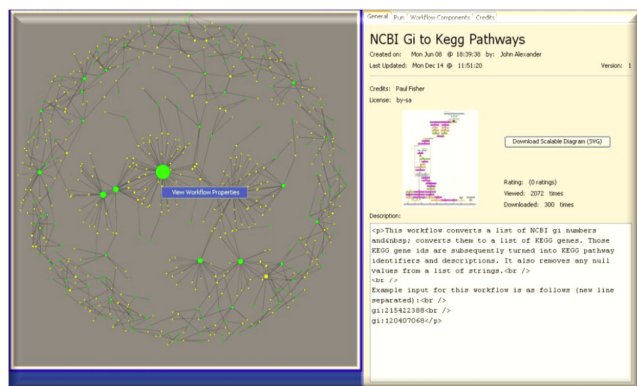 General Run Workflow Components Credits
NCBI Gi to Kegg Pathways
Created on: Mon Jun 08 @ 18:39:38 by: John Alexander
Last Updated: Mon Dec 14 @ 11:51:20 Version: 1
Credits: Paul Fisher
License: by-sa
Download Scalable Diagram (SVG)
View Workflow Properties
Rating: (0 ratings)
Viewed: 2072 times
Downloaded: 300 times
Description:
<p>This workflow converts a list of NCBI gi numbers
and&nbsp; converts them to a list of KEGG genes. Those
KEGG gene ids are subsequently turned into KEGG pathway
identifiers and descriptions. It also removes any null
values from a list of strings.<br />
<br />
Example input for this workflow is as follows (new line
separated):<br />
gi:215422388<br />
gi:120407068</p>